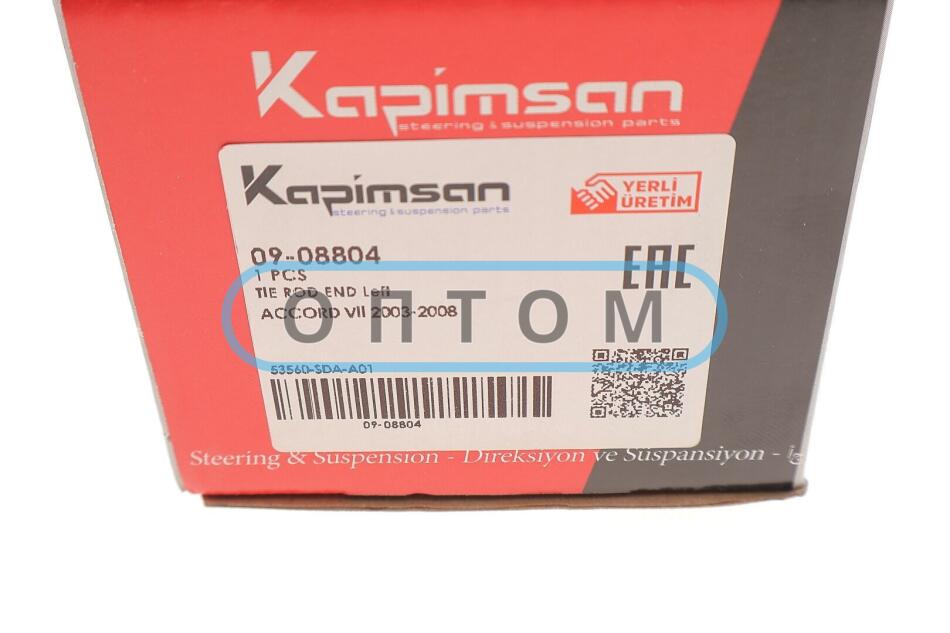 Kapimsan
steering & suspension parts
Kapimsan
steering & suspension parts
YERLİ
ÜRETİM
09-08804
1 PCS
TIE ROD END Left
ACCORD VII 2003-2008
EAC
ОПТОМ
53560-SDA-A01
09-08804
Steering & Suspension - Direksiyon ve Süspansiyon -